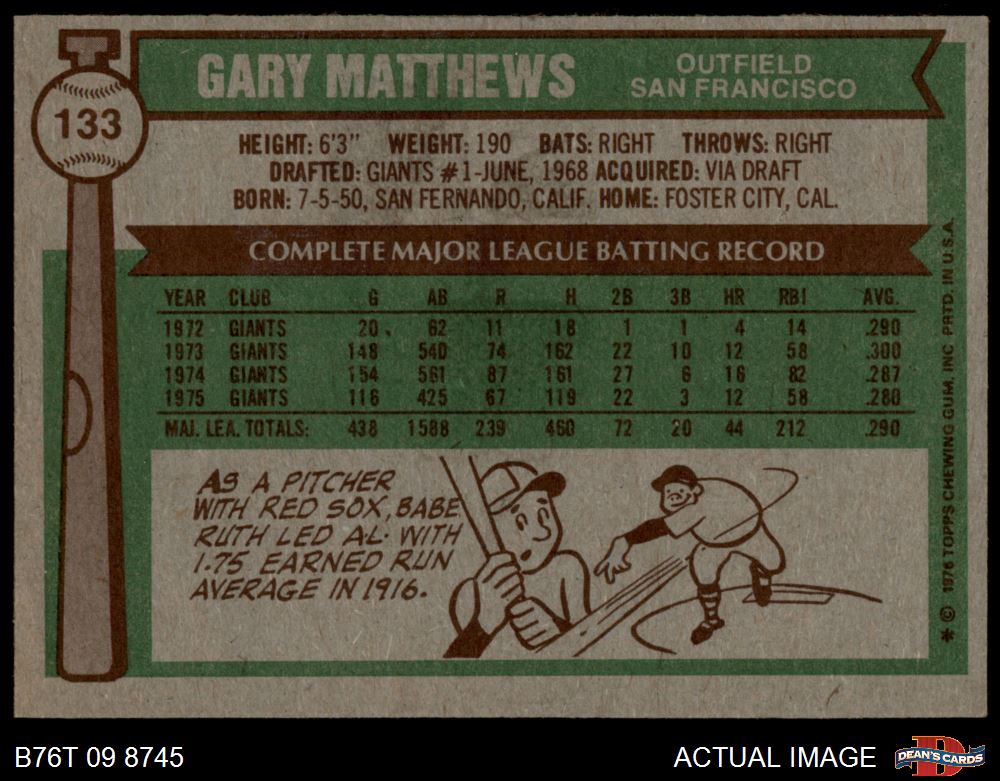 GARY MATTHEWS
OUTFIELD
SAN FRANCISCO
133
HEIGHT: 6'3" WEIGHT: 190 BATS: RIGHT THROWS: RIGHT
DRAFTED: GIANTS #1-JUNE, 1968 ACQUIRED: VIA DRAFT
BORN: 7-5-50, SAN FERNANDO, CALIF. HOME: FOSTER CITY, CAL.
COMPLETE MAJOR LEAGUE BATTING RECORD
YEAR CLUB G AB R H 2B 3B HR RBI AVG.
1972 GIANTS 20 62 11 18 1 1 4 14 .290
1973 GIANTS 148 540 74 162 22 10 12 58 .300
1974 GIANTS 154 561 87 161 27 6 16 82 .287
1975 GIANTS 116 425 67 119 22 3 12 58 .280
MAJ. LEA. TOTALS: 438 1588 239 460 72 20 44 212 .290
AS A PITCHER
WITH RED SOX, BABE
RUTH LED A.L. WITH
1.75 EARNED RUN
AVERAGE IN 1916.
* © 1976 TOPPS CHEWING GUM, INC. PRTD. IN U.S.A.
B76T 09 8745
ACTUAL IMAGE
D
DEAN'S CARDS